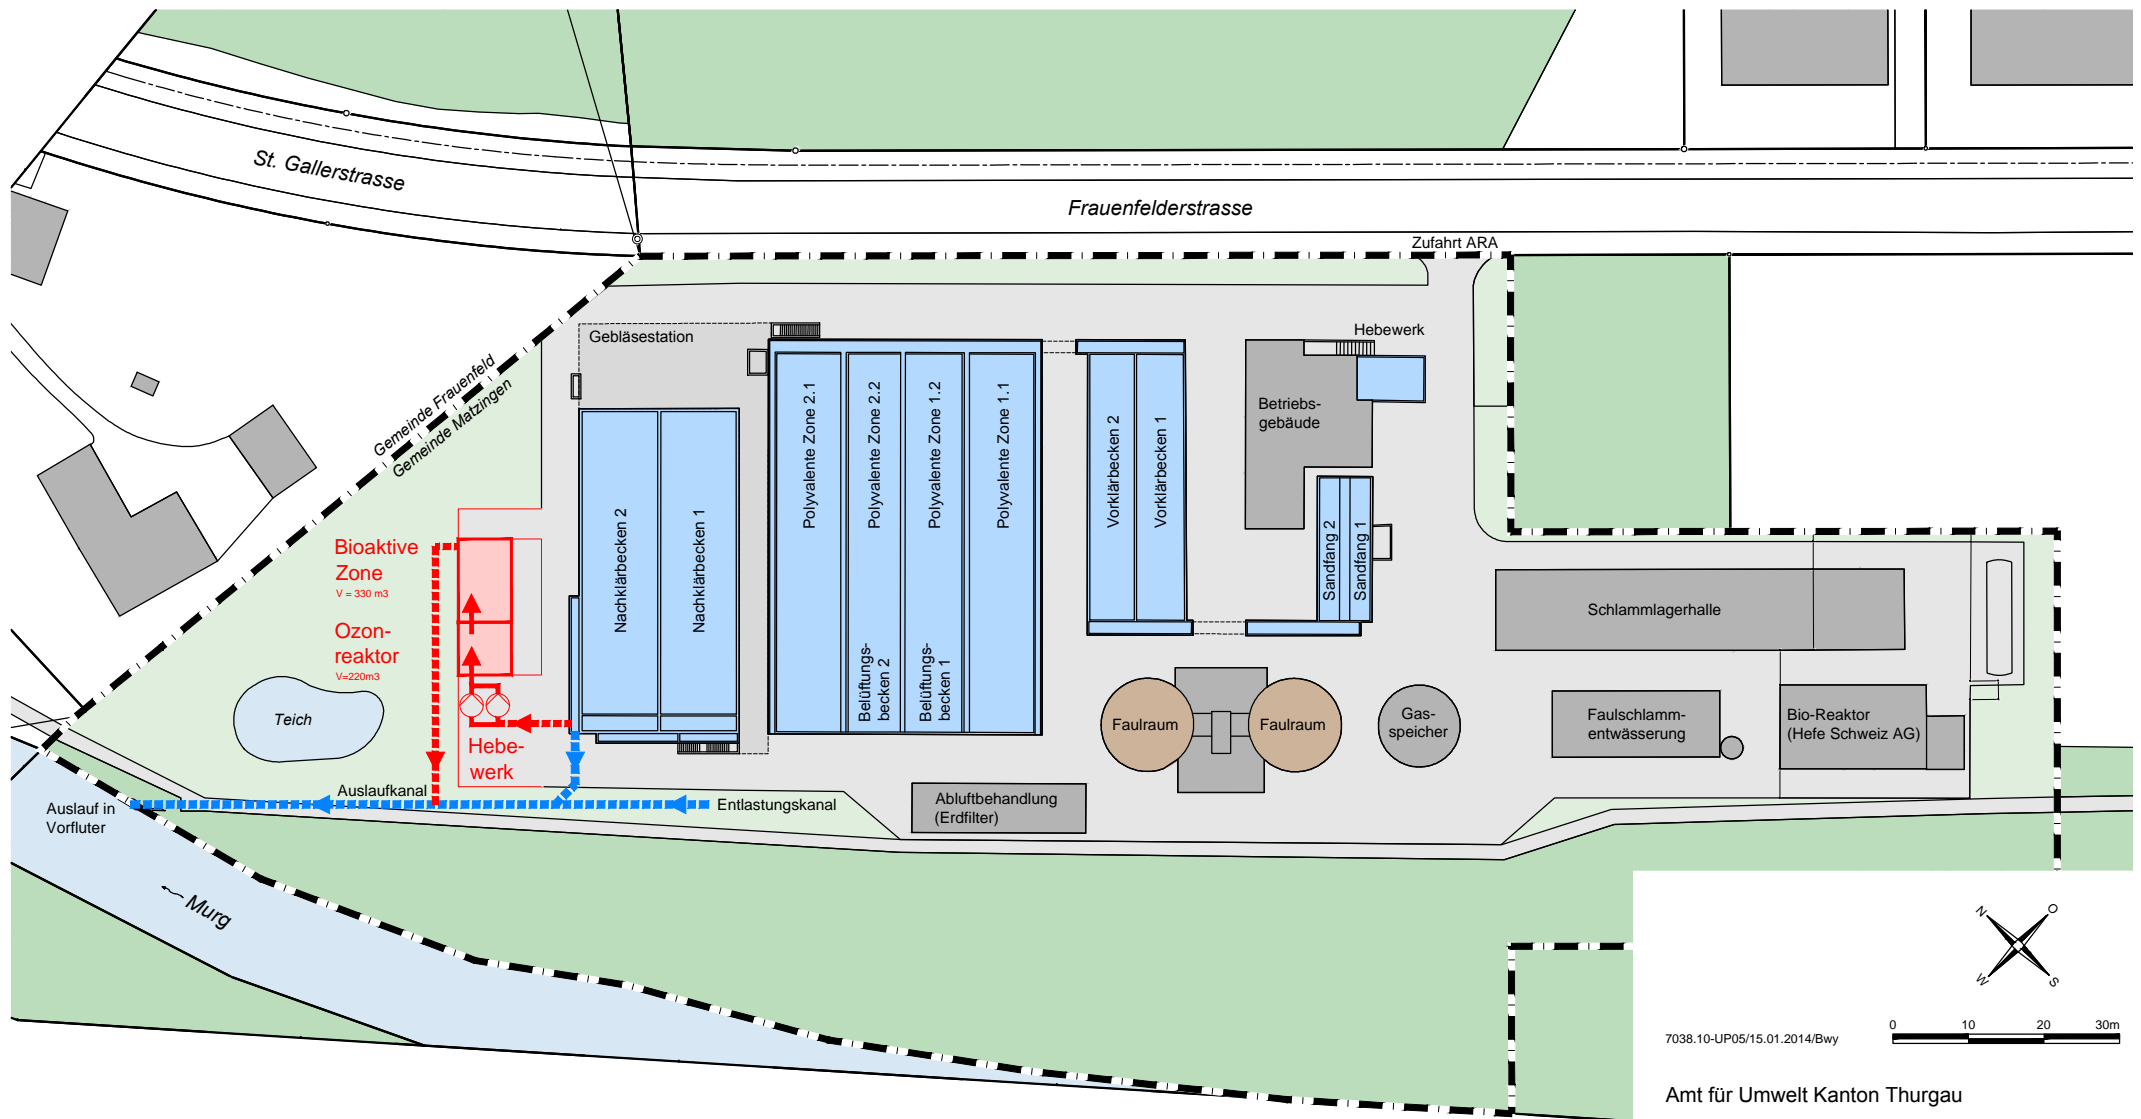 St. Gallerstrasse
Frauenfelderstrasse
Zufahrt ARA
Gebläsestation
Hebewerk
Gemeinde Frauenfeld
Gemeinde Matzingen
Polyvalente Zone 2.1
Polyvalente Zone 2.2
Polyvalente Zone 1.2
Polyvalente Zone 1.1
Vorklärbecken 2
Vorklärbecken 1
Betriebs-
gebäude
Nachklärbecken 2
Nachklärbecken 1
Sandfang 2
Sandfang 1
Bioaktive
Zone
V = 330 m3
Ozon-
reaktor
V=220m3
Belüftungs-
becken 2
Belüftungs-
becken 1
Schlammlagerhalle
Teich
Hebe-
werk
Faulraum
Faulraum
Gas-
speicher
Faulschlamm-
entwässerung
Bio-Reaktor
(Hefe Schweiz AG)
Auslaufkanal
Entlastungskanal
Abluftbehandlung
(Erdfilter)
Auslauf in
Vorfluter
Murg
N
O
W
S
0 10 20 30m
7038.10-UP05/15.01.2014/Bwy
Amt für Umwelt Kanton Thurgau